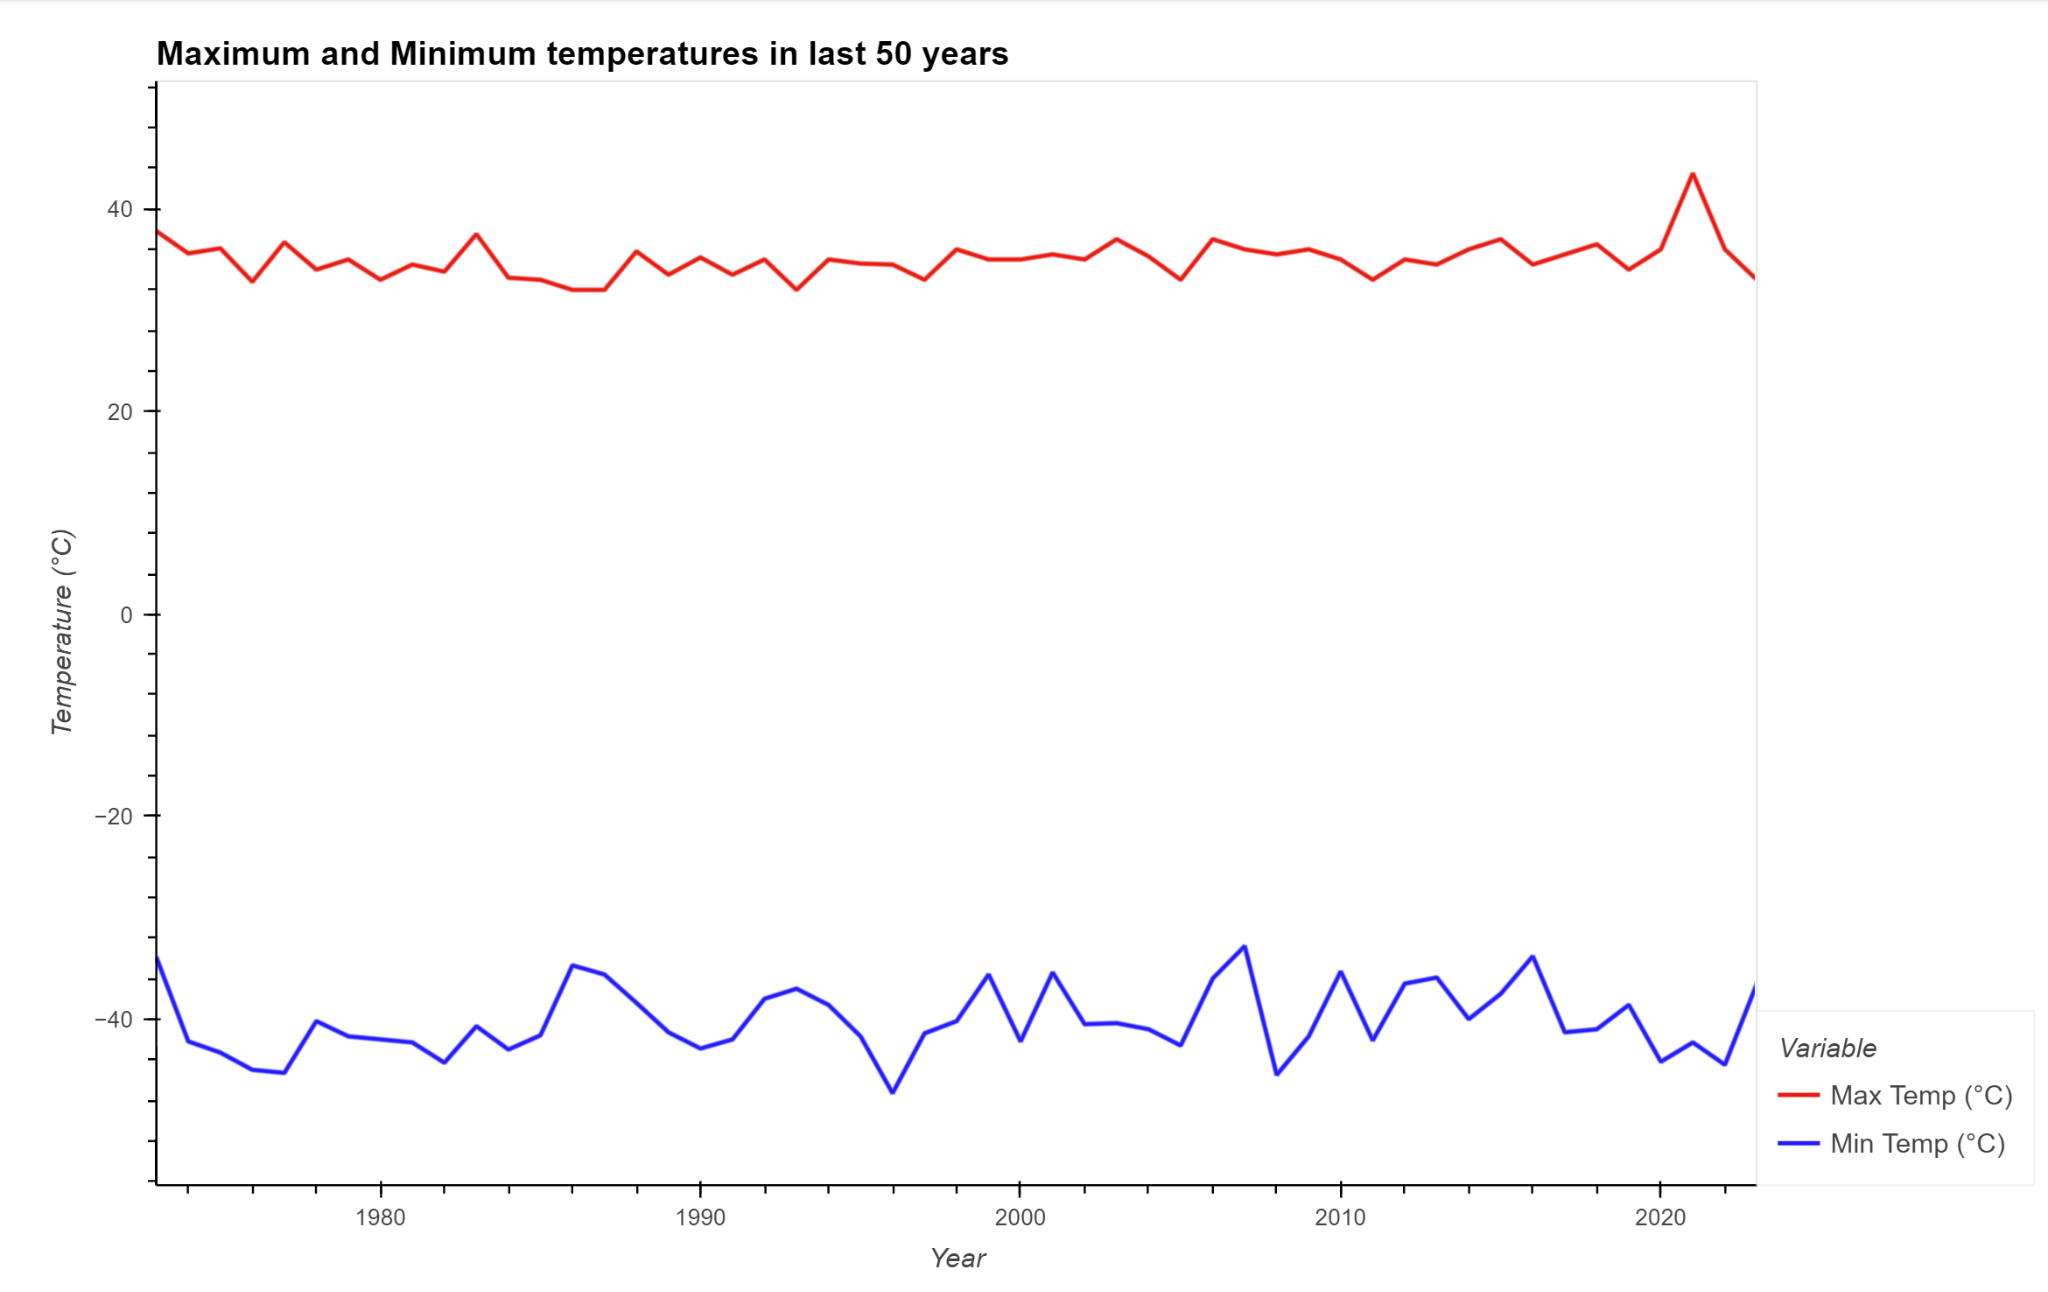 Maximum and Minimum temperatures in last 50 years
40
20
0
−20
−40
Temperature (°C)
1980 1990 2000 2010 2020
Year
Variable
Max Temp (°C)
Min Temp (°C)